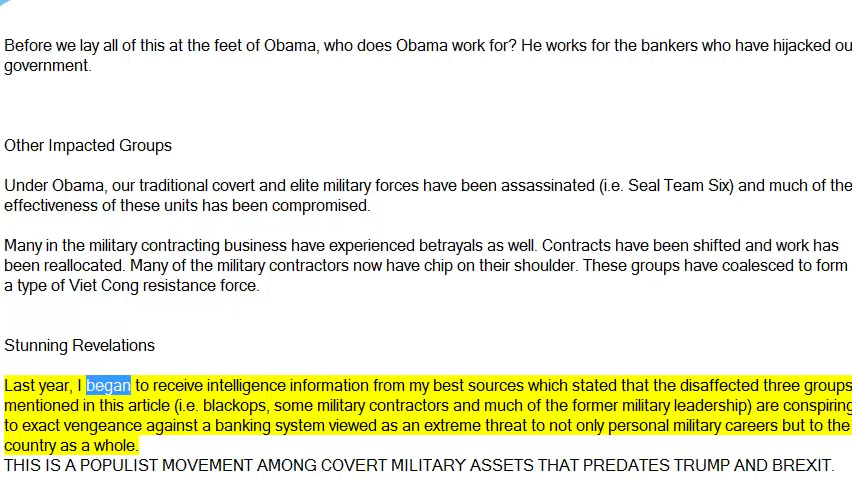 Before we lay all of this at the feet of Obama, who does Obama work for? He works for the bankers who have hijacked ou
government.
Other Impacted Groups
Under Obama, our traditional covert and elite military forces have been assassinated (i.e. Seal Team Six) and much of the
effectiveness of these units has been compromised.
Many in the military contracting business have experienced betrayals as well. Contracts have been shifted and work has
been reallocated. Many of the military contractors now have chip on their shoulder. These groups have coalesced to form
a type of Viet Cong resistance force.
Stunning Revelations
Last year, I began to receive intelligence information from my best sources which stated that the disaffected three groups
mentioned in this article (i.e. blackops, some military contractors and much of the former military leadership) are conspiring
to exact vengeance against a banking system viewed as an extreme threat to not only personal military careers but to the
country as a whole.
THIS IS A POPULIST MOVEMENT AMONG COVERT MILITARY ASSETS THAT PREDATES TRUMP AND BREXIT.